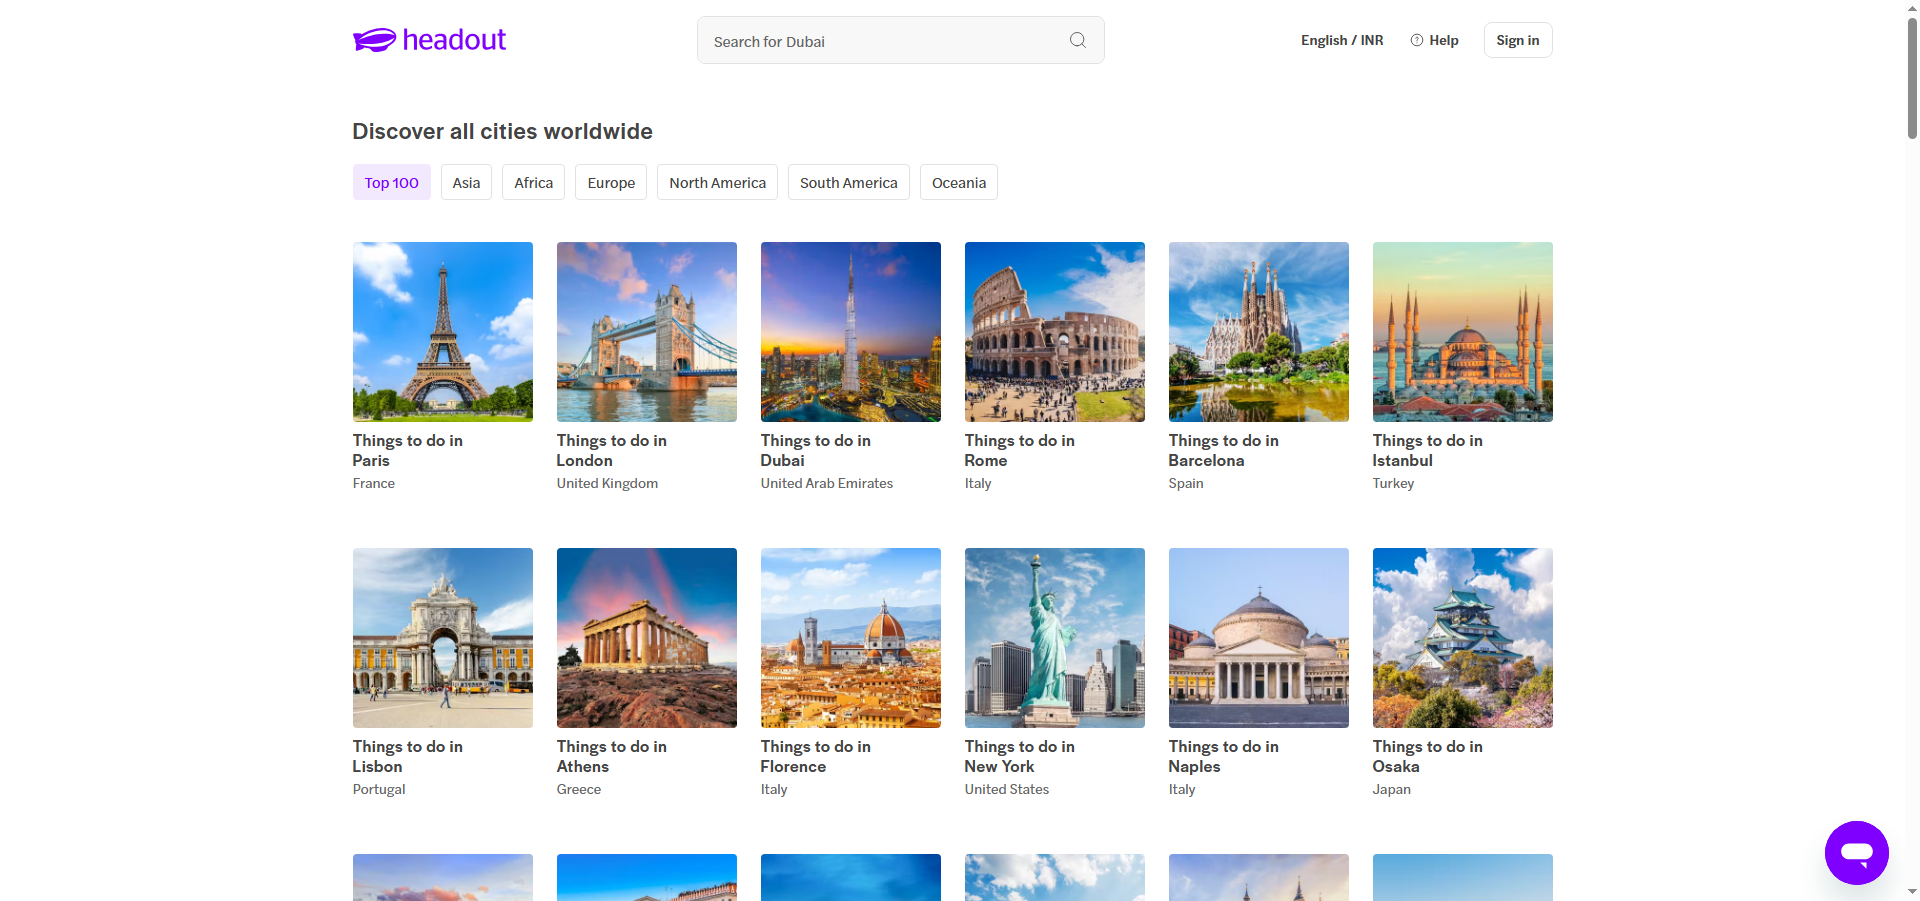 headout
Search for Dubai
English / INR
Help
Sign in
Discover all cities worldwide
Top 100
Asia
Africa
Europe
North America
South America
Oceania
Things to do in
Paris
France
Things to do in
London
United Kingdom
Things to do in
Dubai
United Arab Emirates
Things to do in
Rome
Italy
Things to do in
Barcelona
Spain
Things to do in
Istanbul
Turkey
Things to do in
Lisbon
Portugal
Things to do in
Athens
Greece
Things to do in
Florence
Italy
Things to do in
New York
United States
Things to do in
Naples
Italy
Things to do in
Osaka
Japan